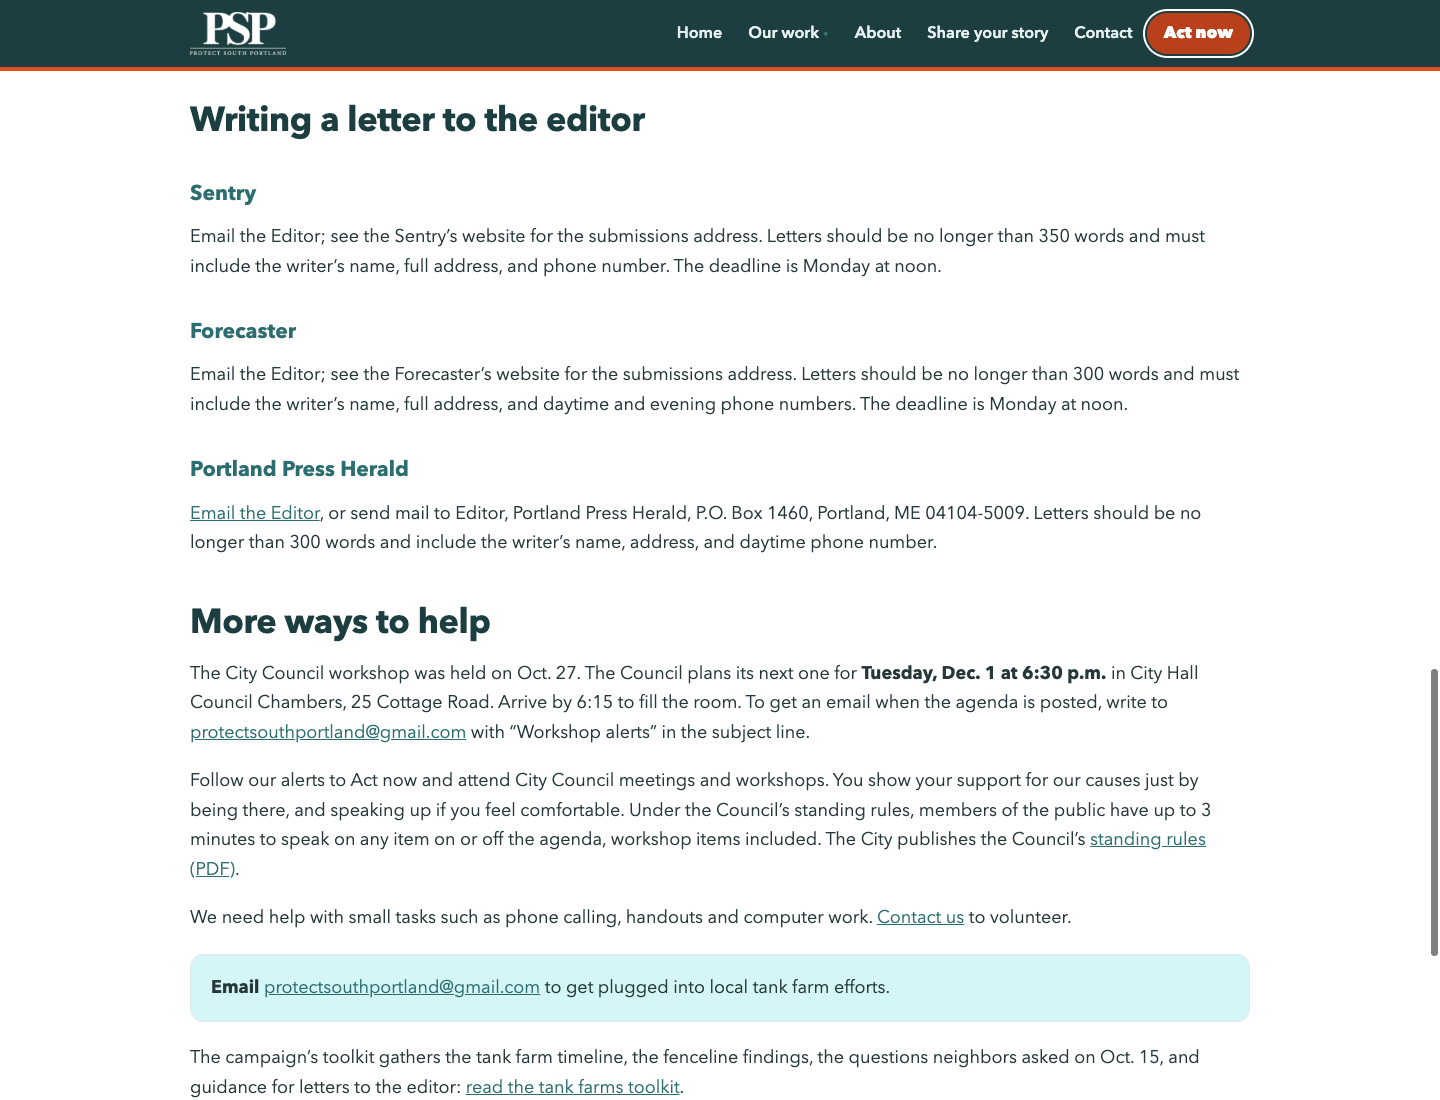 PSP
PROTECT SOUTH PORTLAND
Home
Our work
About
Share your story
Contact
Act now
Writing a letter to the editor
Sentry
Email the Editor; see the Sentry’s website for the submissions address. Letters should be no longer than 350 words and must
include the writer’s name, full address, and phone number. The deadline is Monday at noon.
Forecaster
Email the Editor; see the Forecaster’s website for the submissions address. Letters should be no longer than 300 words and must
include the writer’s name, full address, and daytime and evening phone numbers. The deadline is Monday at noon.
Portland Press Herald
Email the Editor, or send mail to Editor, Portland Press Herald, P.O. Box 1460, Portland, ME 04104-5009. Letters should be no
longer than 300 words and include the writer’s name, address, and daytime phone number.
More ways to help
The City Council workshop was held on Oct. 27. The Council plans its next one for Tuesday, Dec. 1 at 6:30 p.m. in City Hall
Council Chambers, 25 Cottage Road. Arrive by 6:15 to fill the room. To get an email when the agenda is posted, write to
protectsouthportland@gmail.com with “Workshop alerts” in the subject line.
Follow our alerts to Act now and attend City Council meetings and workshops. You show your support for our causes just by
being there, and speaking up if you feel comfortable. Under the Council’s standing rules, members of the public have up to 3
minutes to speak on any item on or off the agenda, workshop items included. The City publishes the Council’s standing rules
(PDF).
We need help with small tasks such as phone calling, handouts and computer work. Contact us to volunteer.
Email protectsouthportland@gmail.com to get plugged into local tank farm efforts.
The campaign’s toolkit gathers the tank farm timeline, the fenceline findings, the questions neighbors asked on Oct. 15, and
guidance for letters to the editor: read the tank farms toolkit.